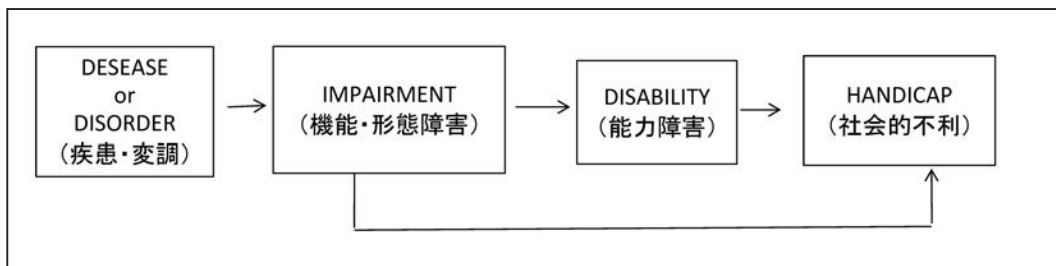 DESEASE
or
DISORDER
（疾患・変調）
IMPAIRMENT
（機能・形態障害）
DISABILITY
（能力障害）
HANDICAP
（社会的不利）